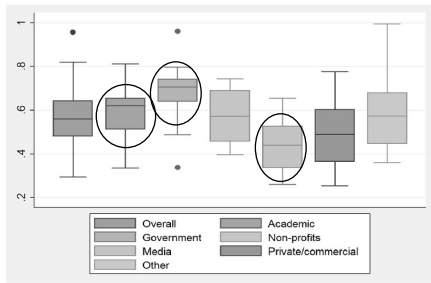 1
.8
.6
.4
.2
Overall Academic
Government Non-profits
Media Private/commercial
Other